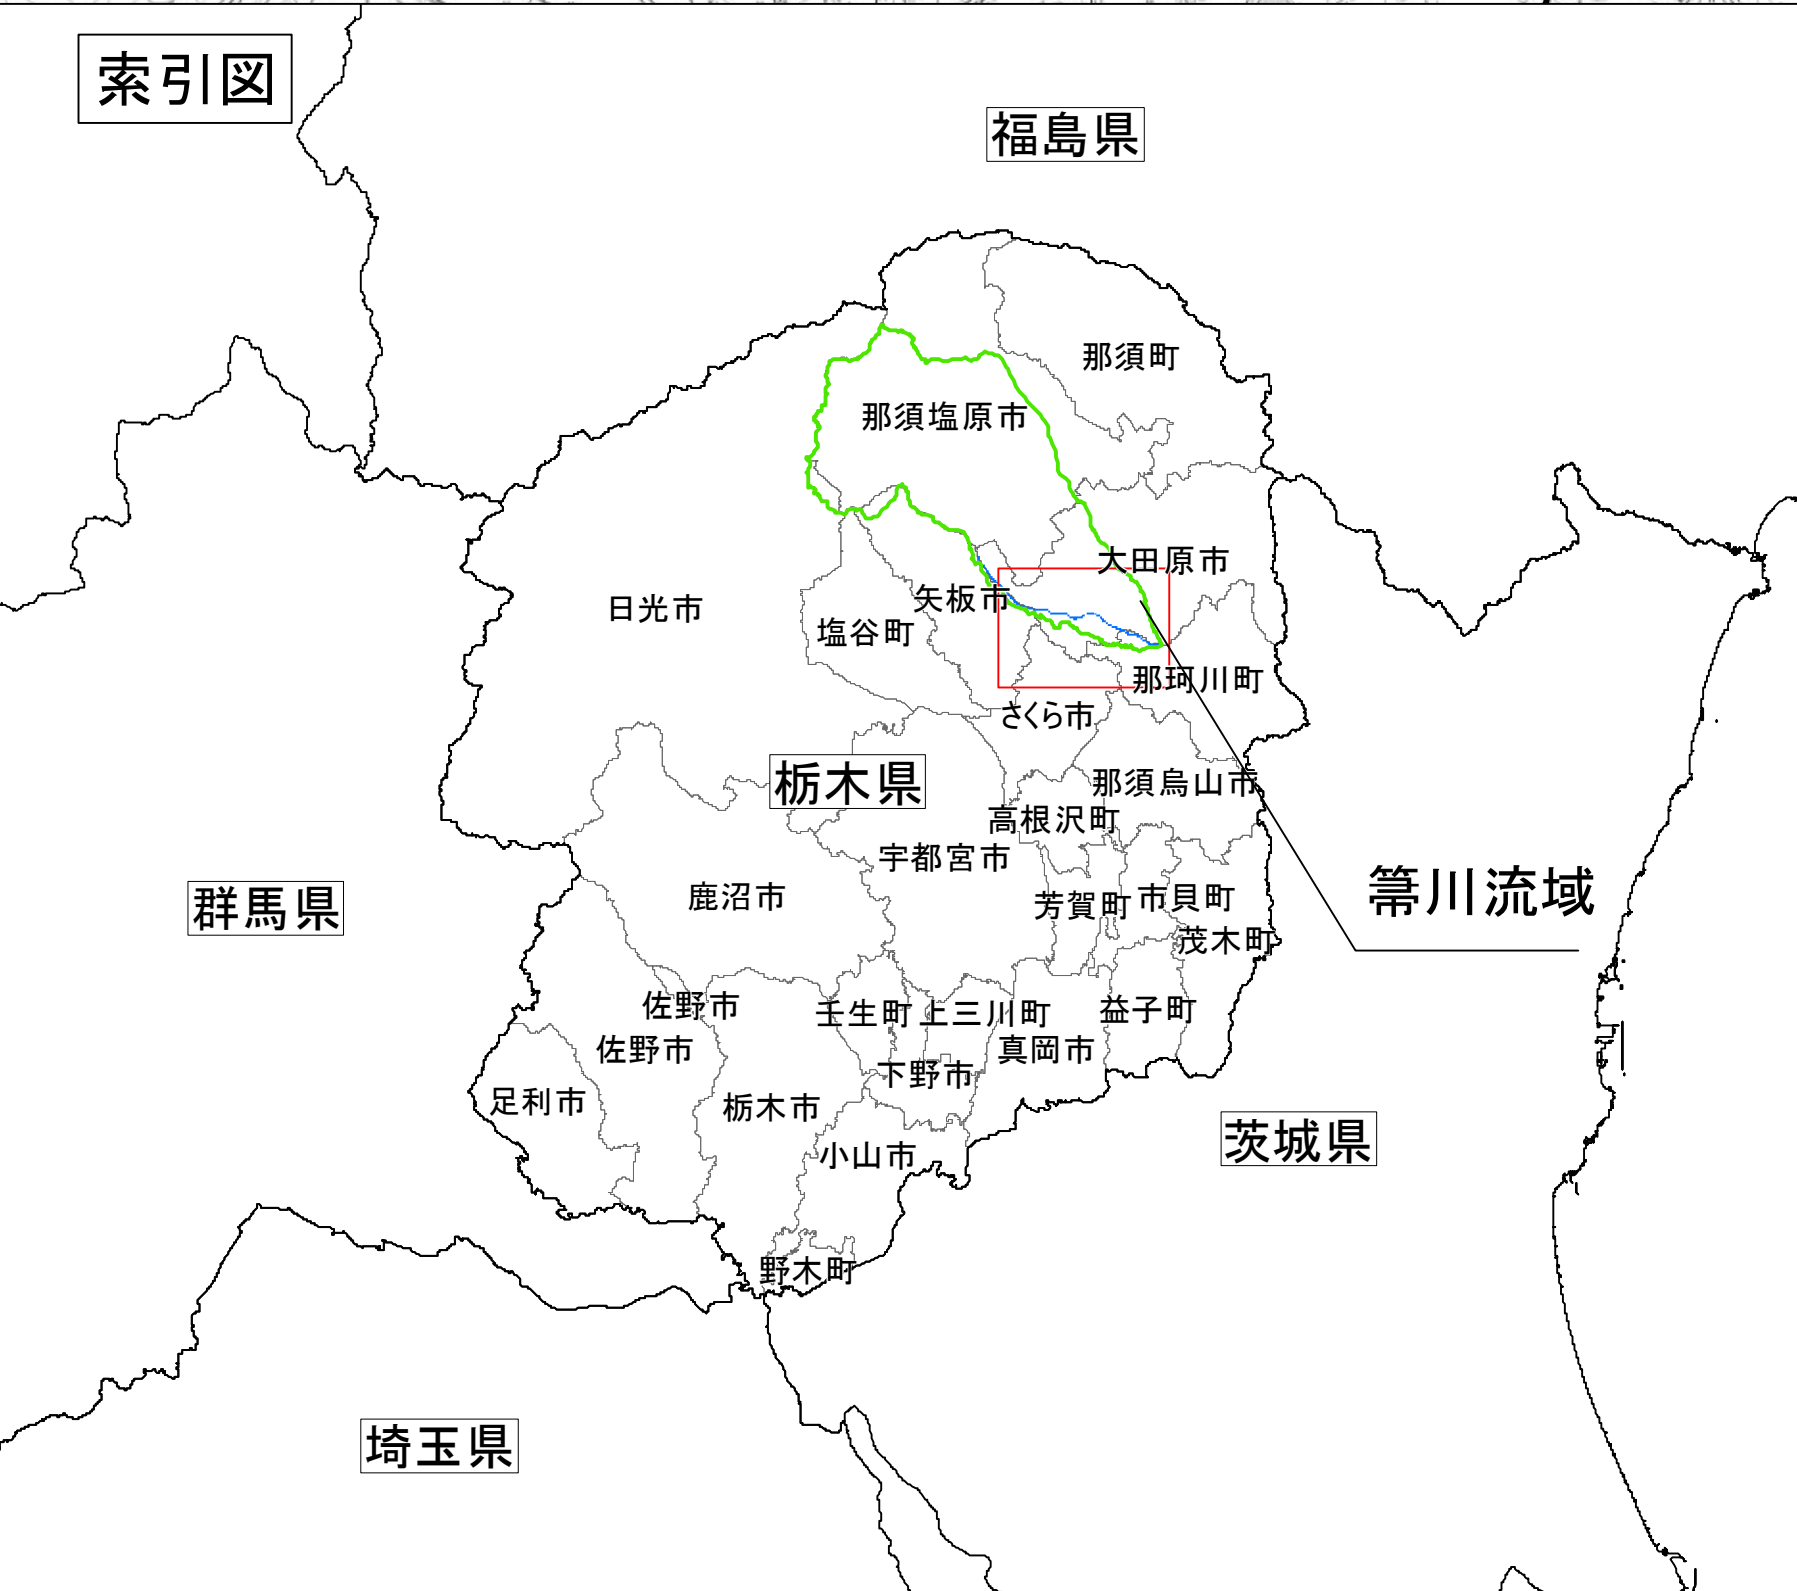 索引図
福島県
那須町
那須塩原市
大田原市
矢板市
日光市
塩谷町
那珂川町
さくら市
栃木県
那須烏山市
高根沢町
宇都宮市
箒川流域
鹿沼市
群馬県
芳賀町
市貝町
茂木町
佐野市
壬生町
上三川町
益子町
佐野市
真岡市
下野市
足利市
栃木市
茨城県
小山市
野木町
埼玉県